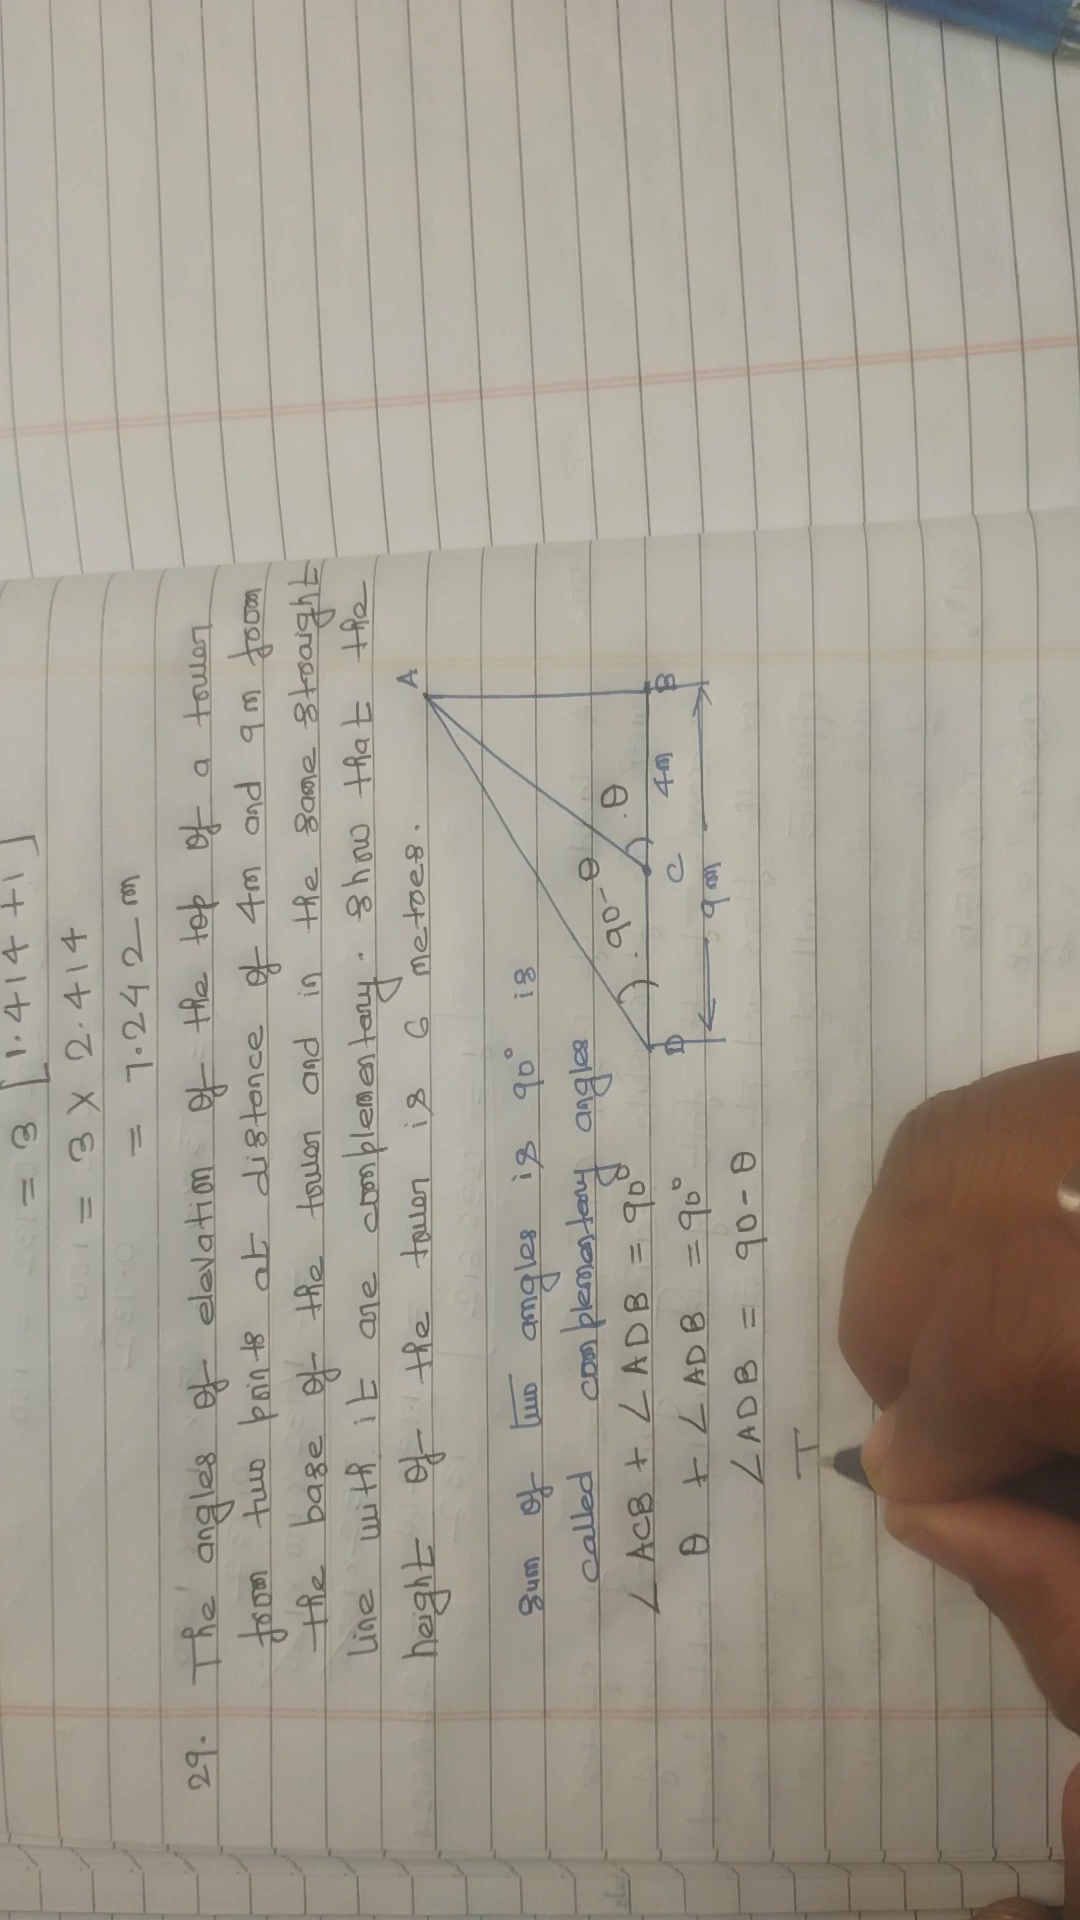 = 3 [1.414 + 1]
= 3 × 2.414
= 7.242 m
29. The angles of elevation of the top of a tower
from two points at distance of 4m and 9m from
the base of the tower and in the same straight
line with it are complementary. Show that the
height of the tower is 6 metres.
Sum of two angles is 90° is
called complementary angles
∠ACB + ∠ADB = 90°
θ + ∠ADB = 90°
∠ADB = 90 - θ
T
A
90-θ
θ
D
C
4m
B
9m